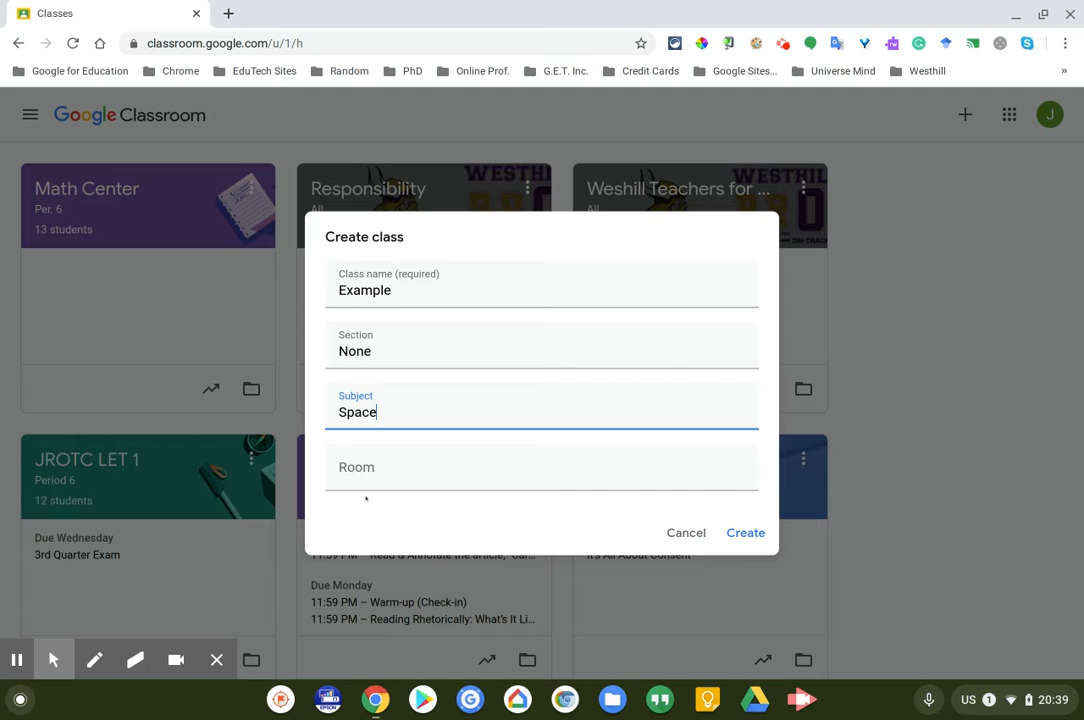 Classes
classroom.google.com/u/1/h
Google for Education
Chrome
EduTech Sites
Random
PhD
Online Prof.
G.E.T. Inc.
Credit Cards
Google Sites...
Universe Mind
Westhill
»
Google Classroom
J
Math Center
Per. 6
13 students
Responsibility
All
Weshill Teachers for ...
All
Create class
Class name (required)
Example
Section
None
Subject
Space
Room
Cancel
Create
JROTC LET 1
Period 6
12 students
Due Wednesday
3rd Quarter Exam
11:59 PM – Read & Annotate the article, "Car...
Due Monday
11:59 PM – Warm-up (Check-in)
11:59 PM – Reading Rhetorically: What's It Li...
It's All About Consent
EPSON
US
1
20:39